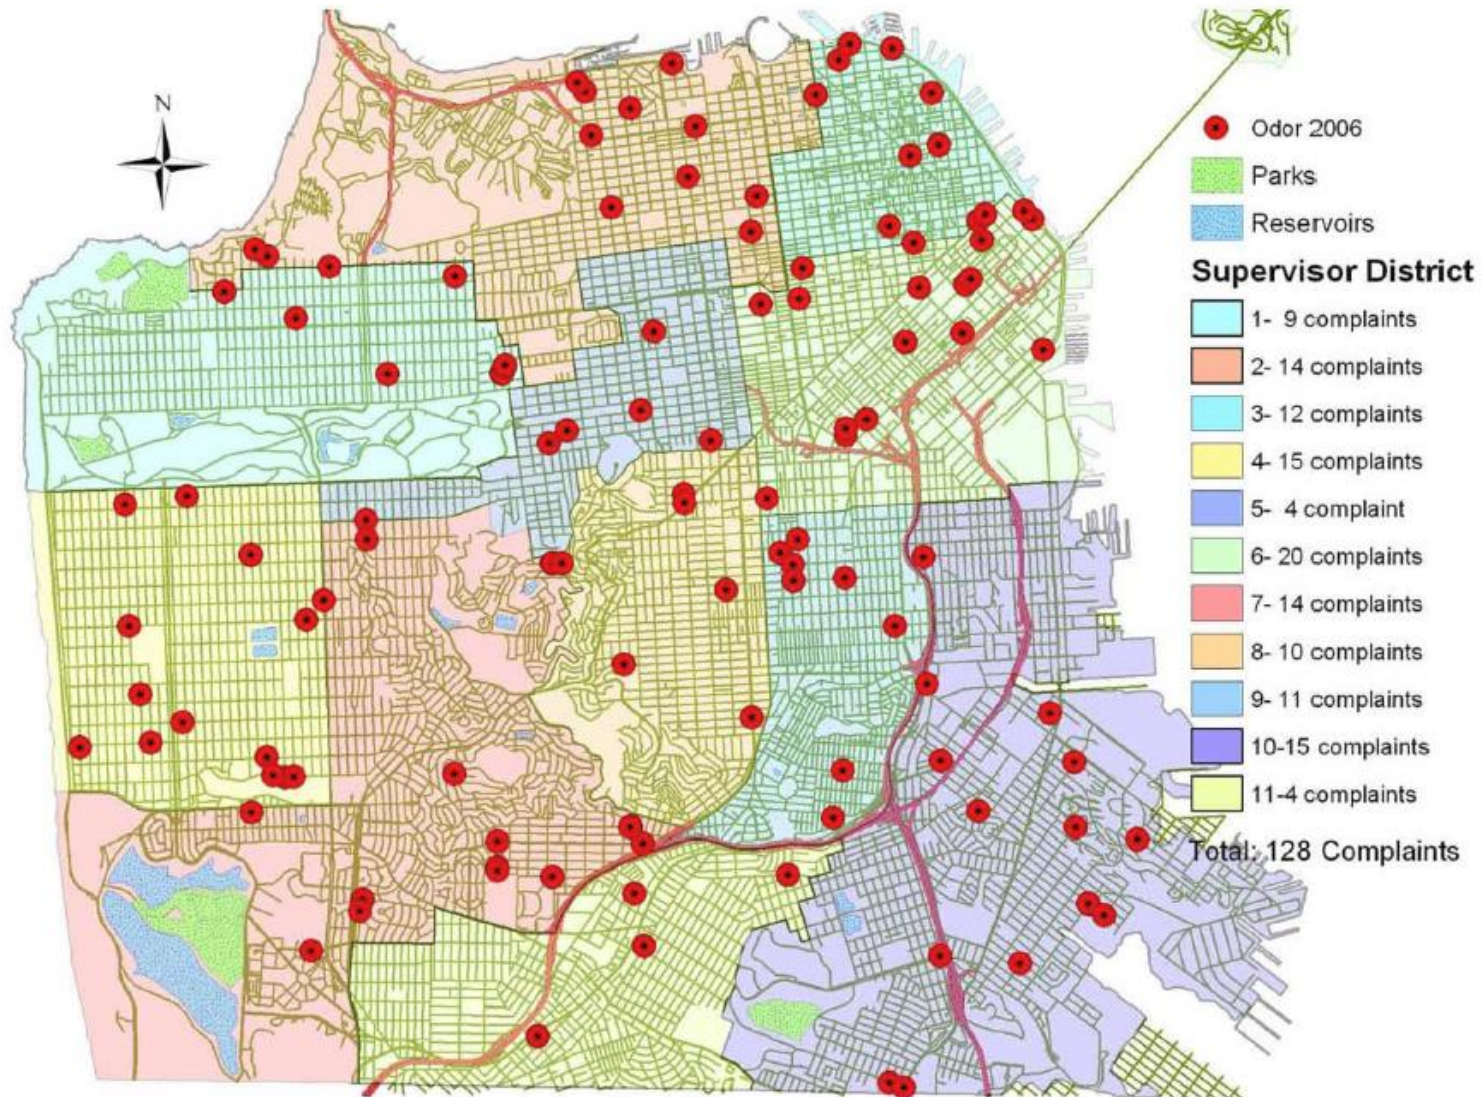 N
Odor 2006
Parks
Reservoirs
Supervisor District
1- 9 complaints
2- 14 complaints
3- 12 complaints
4- 15 complaints
5- 4 complaint
6- 20 complaints
7- 14 complaints
8- 10 complaints
9- 11 complaints
10-15 complaints
11-4 complaints
Total: 128 Complaints